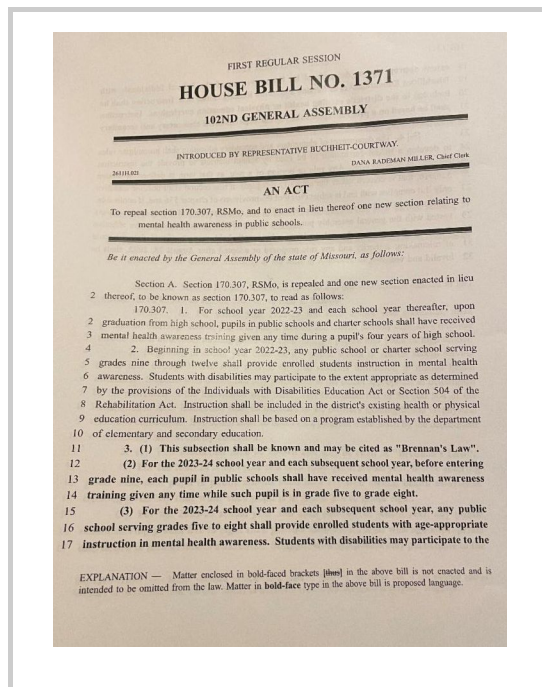 FIRST REGULAR SESSION
HOUSE BILL NO. 1371
102ND GENERAL ASSEMBLY
INTRODUCED BY REPRESENTATIVE BUCHHEIT-COURTWAY.
DANA RADEMAN MILLER, Chief Clerk
AN ACT
To repeal section 170.307, RSMo, and to enact in lieu thereof one new section relating to
mental health awareness in public schools.
Be it enacted by the General Assembly of the state of Missouri, as follows:
Section A. Section 170.307, RSMo, is repealed and one new section enacted in lieu
2 thereof, to be known as section 170.307, to read as follows:
170.307. 1. For school year 2022-23 and each school year thereafter, upon
2 graduation from high school, pupils in public schools and charter schools shall have received
3 mental health awareness training given any time during a pupil's four years of high school.
4 2. Beginning in school year 2022-23, any public school or charter school serving
5 grades nine through twelve shall provide enrolled students instruction in mental health
6 awareness. Students with disabilities may participate to the extent appropriate as determined
7 by the provisions of the Individuals with Disabilities Education Act or Section 504 of the
8 Rehabilitation Act. Instruction shall be included in the district's existing health or physical
9 education curriculum. Instruction shall be based on a program established by the department
10 of elementary and secondary education.
11 3. (1) This subsection shall be known and may be cited as "Brennan's Law".
12 (2) For the 2023-24 school year and each subsequent school year, before entering
13 grade nine, each pupil in public schools shall have received mental health awareness
14 training given any time while such pupil is in grade five to grade eight.
15 (3) For the 2023-24 school year and each subsequent school year, any public
16 school serving grades five to eight shall provide enrolled students with age-appropriate
17 instruction in mental health awareness. Students with disabilities may participate to the
EXPLANATION — Matter enclosed in bold-faced brackets [thus] in the above bill is not enacted and is
intended to be omitted from the law. Matter in bold-face type in the above bill is proposed language.